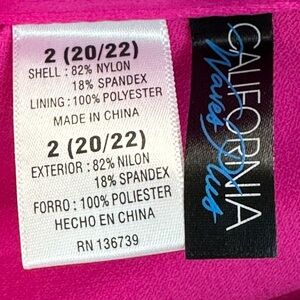 2 (20/22)
SHELL : 82% NYLON
18% SPANDEX
LINING : 100% POLYESTER
MADE IN CHINA
2 (20/22)
EXTERIOR : 82% NILON
18% SPANDEX
FORRO : 100% POLIESTER
HECHO EN CHINA
RN 136739
CALIFORNIA
Waves Plus